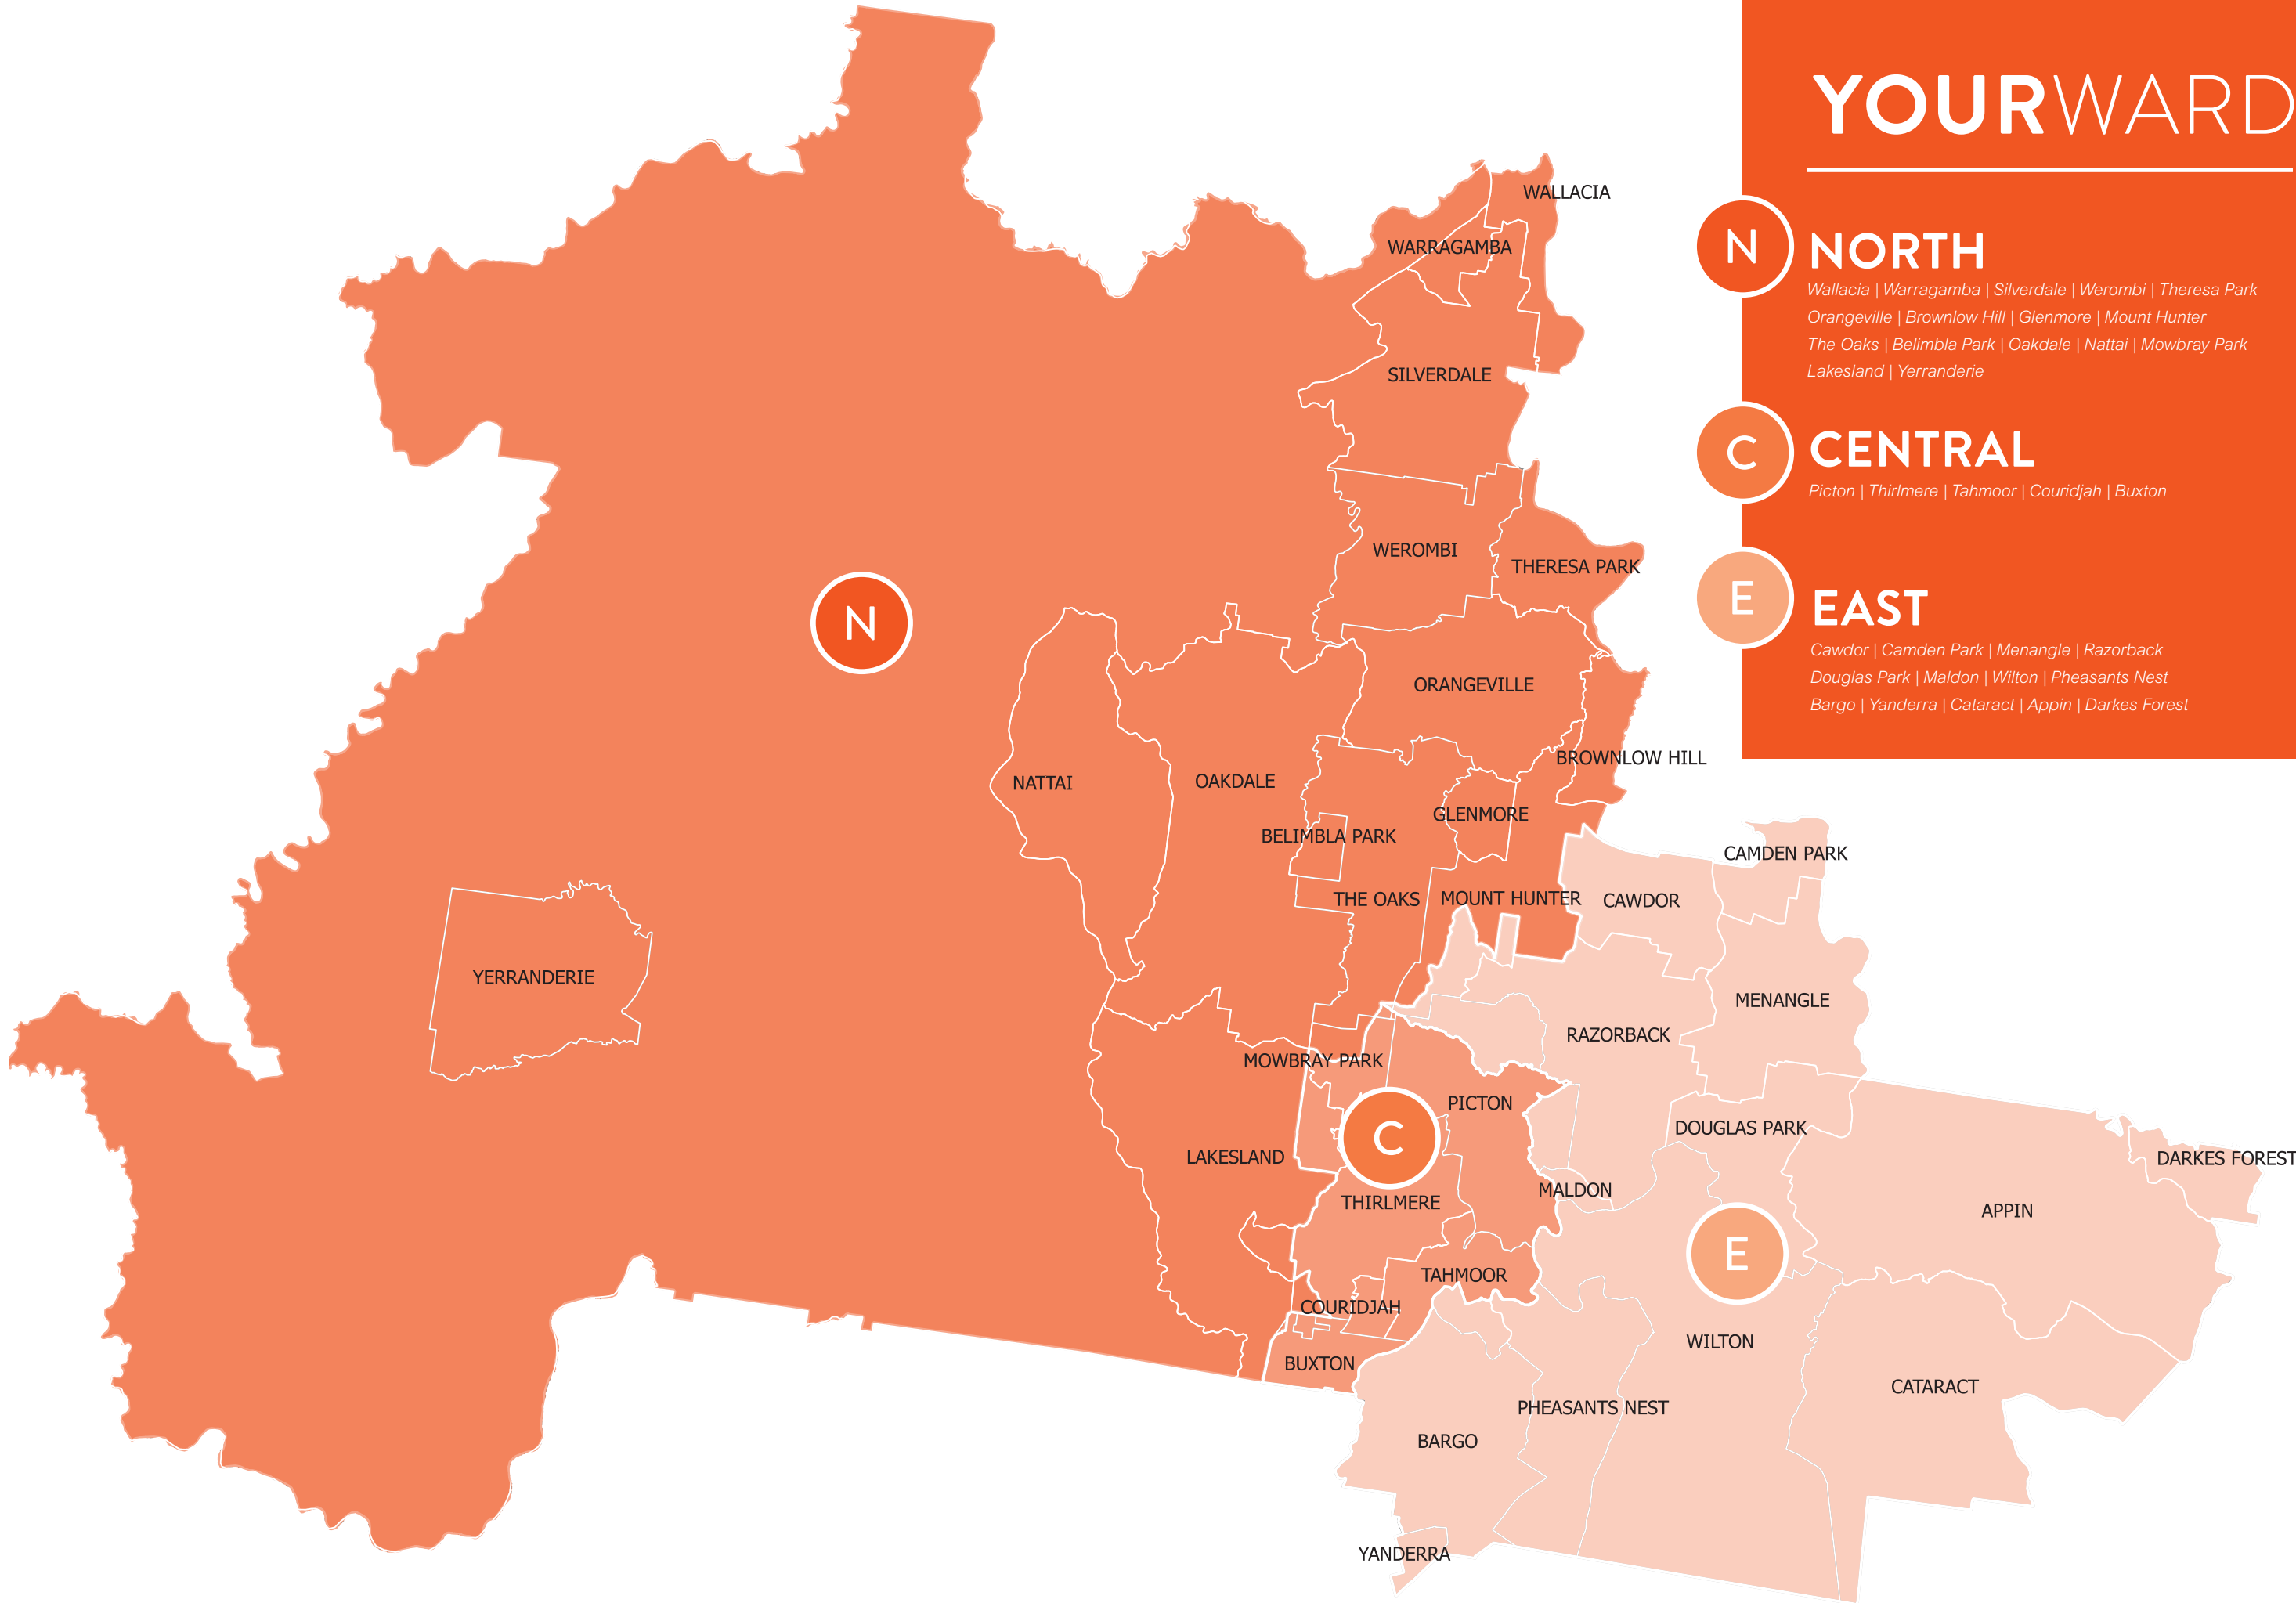 YOURWARD
N
NORTH
Wallacia | Warragamba | Silverdale | Werombi | Theresa Park
Orangeville | Brownlow Hill | Glenmore | Mount Hunter
The Oaks | Belimbla Park | Oakdale | Nattai | Mowbray Park
Lakesland | Yerranderie
C
CENTRAL
Picton | Thirlmere | Tahmoor | Couridjah | Buxton
E
EAST
Cawdor | Camden Park | Menangle | Razorback
Douglas Park | Maldon | Wilton | Pheasants Nest
Bargo | Yanderra | Cataract | Appin | Darkes Forest
WALLACIA
WARRAGAMBA
SILVERDALE
WEROMBI
THERESA PARK
N
ORANGEVILLE
BROWNLOW HILL
NATTAI
OAKDALE
GLENMORE
BELIMBLA PARK
CAMDEN PARK
THE OAKS
MOUNT HUNTER
CAWDOR
YERRANDERIE
MENANGLE
RAZORBACK
MOWBRAY PARK
PICTON
DOUGLAS PARK
C
LAKESLAND
DARKES FOREST
MALDON
THIRLMERE
APPIN
E
TAHMOOR
COURIDJAH
WILTON
BUXTON
CATARACT
PHEASANTS NEST
BARGO
YANDERRA